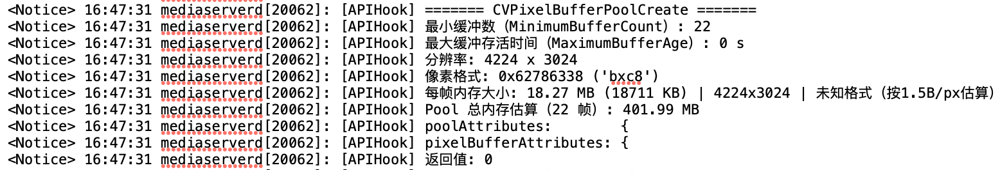 <Notice> 16:47:31 mediaserverd[20062]: [APIHook] ======= CVPixelBufferPoolCreate =======
<Notice> 16:47:31 mediaserverd[20062]: [APIHook] 最小缓冲数（MinimumBufferCount）: 22
<Notice> 16:47:31 mediaserverd[20062]: [APIHook] 最大缓冲存活时间（MaximumBufferAge）: 0 s
<Notice> 16:47:31 mediaserverd[20062]: [APIHook] 分辨率: 4224 x 3024
<Notice> 16:47:31 mediaserverd[20062]: [APIHook] 像素格式: 0x62786338 ('bxc8')
<Notice> 16:47:31 mediaserverd[20062]: [APIHook] 每帧内存大小: 18.27 MB (18711 KB) | 4224x3024 | 未知格式（按1.5B/px估算）
<Notice> 16:47:31 mediaserverd[20062]: [APIHook] Pool 总内存估算（22 帧）: 401.99 MB
<Notice> 16:47:31 mediaserverd[20062]: [APIHook] poolAttributes:        {
<Notice> 16:47:31 mediaserverd[20062]: [APIHook] pixelBufferAttributes: {
<Notice> 16:47:31 mediaserverd[20062]: [APIHook] 返回值: 0